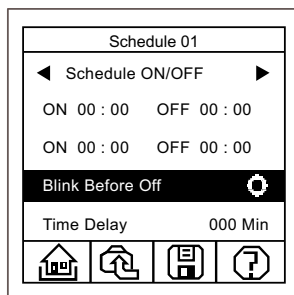 Schedule 01
Schedule ON/OFF
ON 00 : 00 OFF 00 : 00
ON 00 : 00 OFF 00 : 00
Blink Before Off
Time Delay 000 Min
?